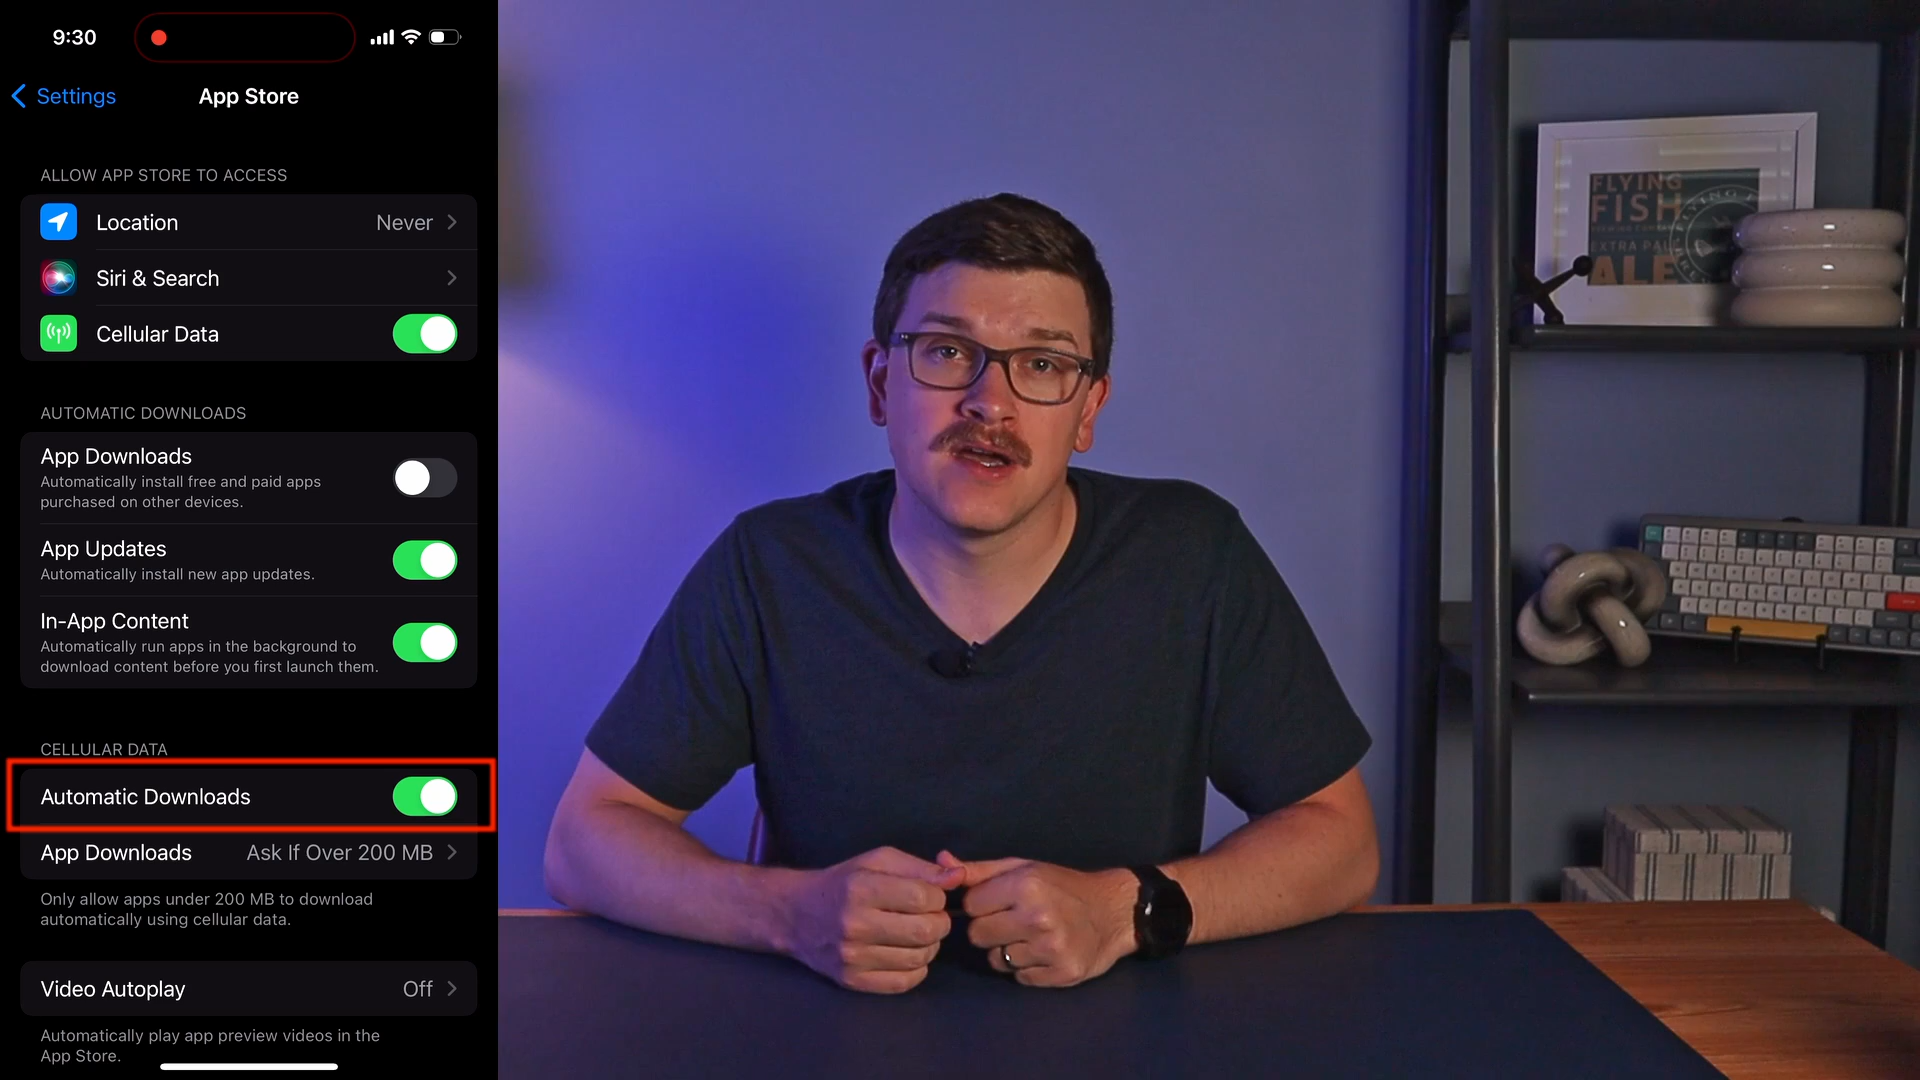 9:30
Settings
App Store
ALLOW APP STORE TO ACCESS
Location Never
Siri & Search
Cellular Data
AUTOMATIC DOWNLOADS
App Downloads
Automatically install free and paid apps
purchased on other devices.
App Updates
Automatically install new app updates.
In-App Content
Automatically run apps in the background to
download content before you first launch them.
CELLULAR DATA
Automatic Downloads
App Downloads Ask If Over 200 MB
Only allow apps under 200 MB to download
automatically using cellular data.
Video Autoplay Off
Automatically play app preview videos in the
App Store.
FLYING
FISH
EXTRA
ALE